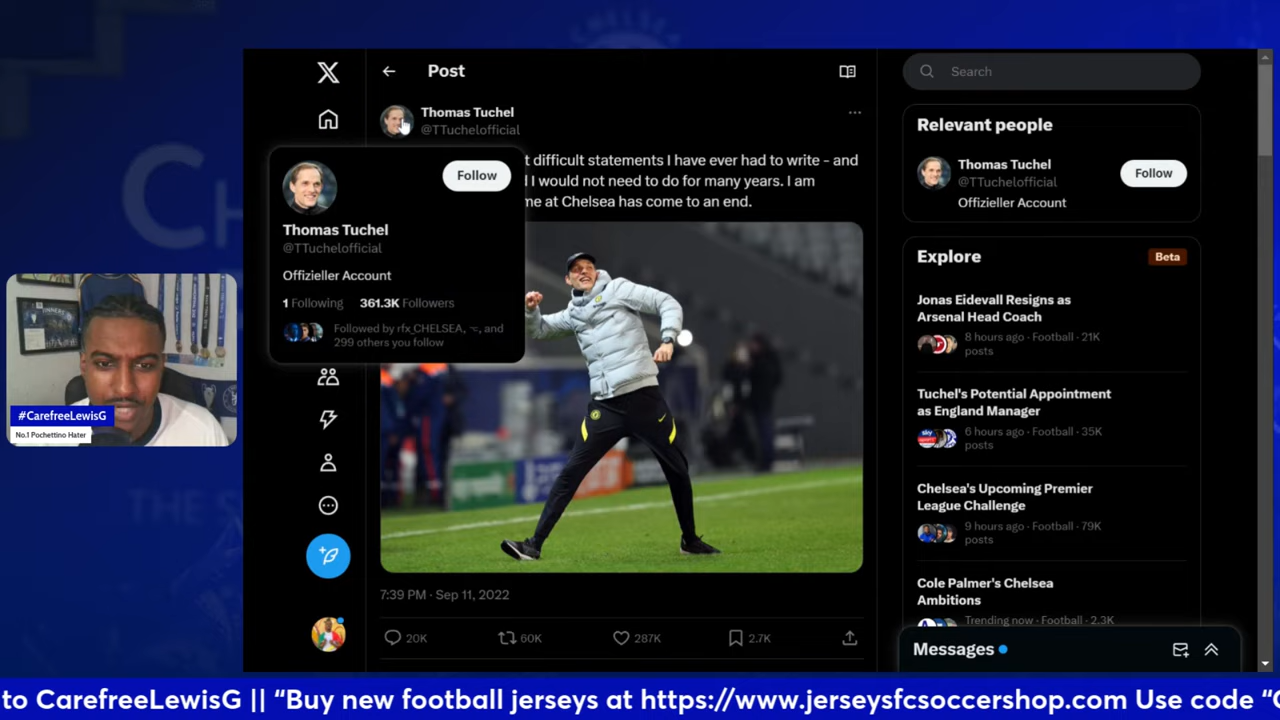 Post
Search
Thomas Tuchel
@TTuchelofficial
t difficult statements I have ever had to write - and
I would not need to do for many years. I am
me at Chelsea has come to an end.
Follow
Thomas Tuchel
@TTuchelofficial
Offizieller Account
1 Following 361.3K Followers
Followed by rfx_CHELSEA, ⌥, and
299 others you follow
7:39 PM · Sep 11, 2022
20K
60K
287K
2.7K
Relevant people
Thomas Tuchel
@TTuchelofficial
Offizieller Account
Follow
Explore
Beta
Jonas Eidevall Resigns as
Arsenal Head Coach
8 hours ago · Football · 21K
posts
Tuchel's Potential Appointment
as England Manager
6 hours ago · Football · 35K
posts
Chelsea's Upcoming Premier
League Challenge
9 hours ago · Football · 79K
posts
Cole Palmer's Chelsea
Ambitions
Trending now · Football · 2.3K
Messages
#CarefreeLewisG
No.1 Pochettino Hater
to CarefreeLewisG || “Buy new football jerseys at https://www.jerseysfcsoccershop.com Use code “